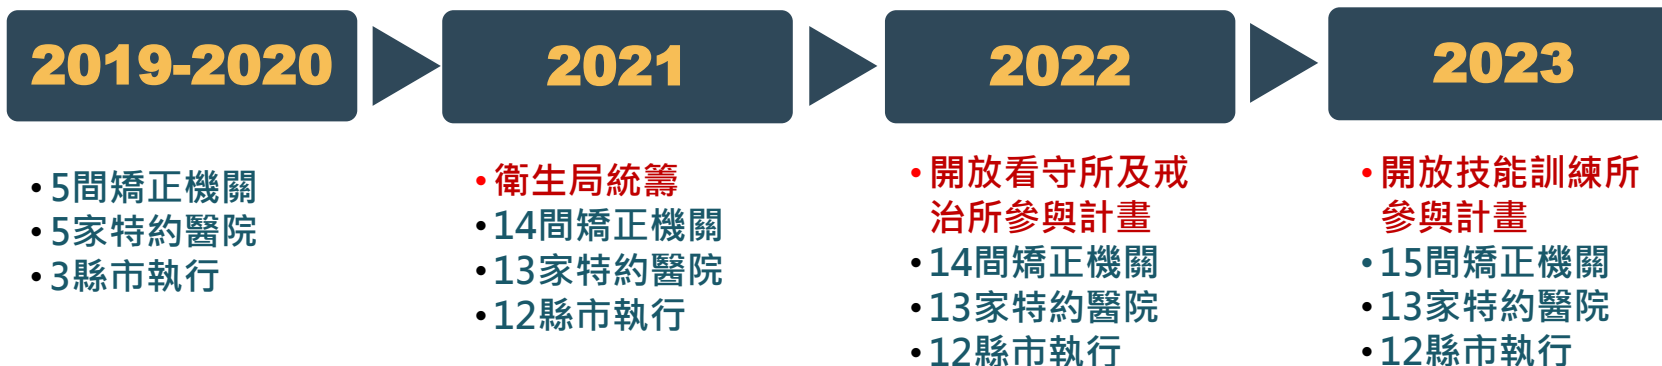 2019-2020
• 5間矯正機關
• 5家特約醫院
• 3縣市執行
2021
• 衛生局統籌
• 14間矯正機關
• 13家特約醫院
• 12縣市執行
2022
• 開放看守所及戒
治所參與計畫
• 14間矯正機關
• 13家特約醫院
• 12縣市執行
2023
• 開放技能訓練所
參與計畫
• 15間矯正機關
• 13家特約醫院
• 12縣市執行